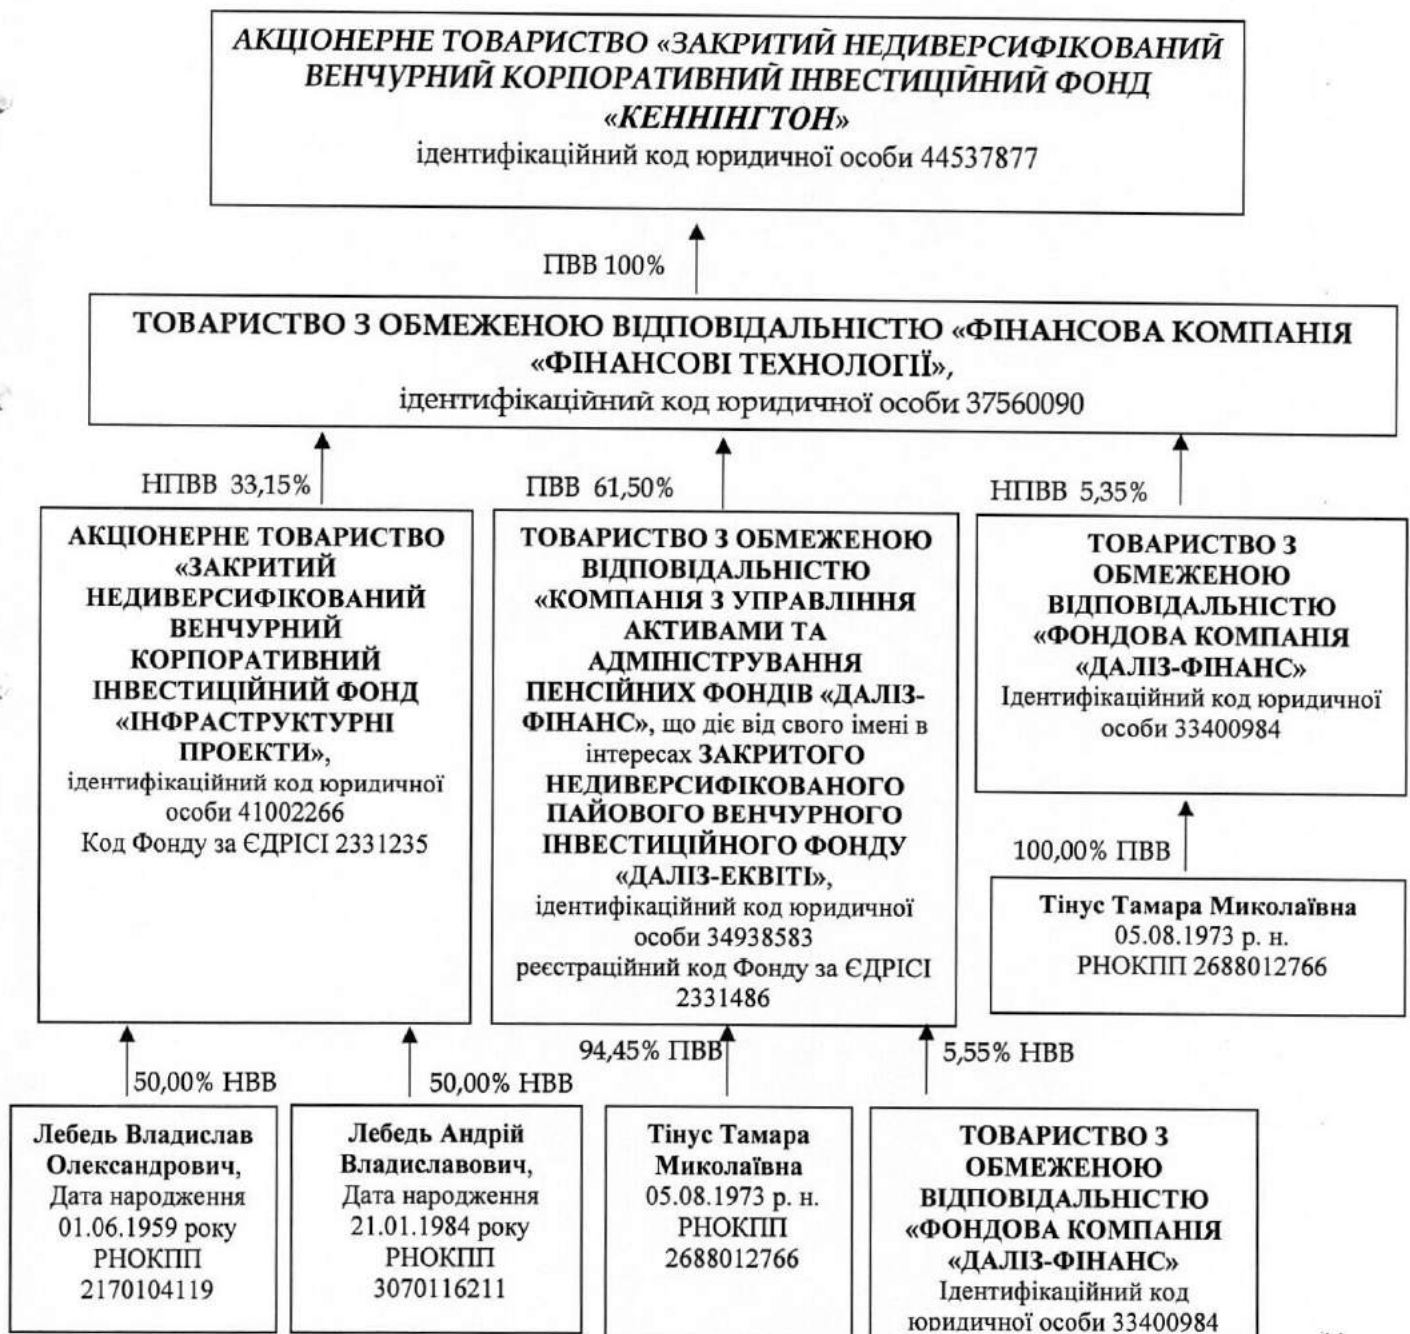 АКЦІОНЕРНЕ ТОВАРИСТВО «ЗАКРИТИЙ НЕДИВЕРСИФІКОВАНИЙ
ВЕНЧУРНИЙ КОРПОРАТИВНИЙ ІНВЕСТИЦІЙНИЙ ФОНД
«КЕННІНГТОН»
ідентифікаційний код юридичної особи 44537877
ПВВ 100%
ТОВАРИСТВО З ОБМЕЖЕНОЮ ВІДПОВІДАЛЬНІСТЮ «ФІНАНСОВА КОМПАНІЯ
«ФІНАНСОВІ ТЕХНОЛОГІЇ»,
ідентифікаційний код юридичної особи 37560090
НПВВ 33,15%
ПВВ 61,50%
НПВВ 5,35%
АКЦІОНЕРНЕ ТОВАРИСТВО
«ЗАКРИТИЙ
НЕДИВЕРСИФІКОВАНИЙ
ВЕНЧУРНИЙ
КОРПОРАТИВНИЙ
ІНВЕСТИЦІЙНИЙ ФОНД
«ІНФРАСТРУКТУРНІ
ПРОЕКТИ»,
ідентифікаційний код юридичної
особи 41002266
Код Фонду за ЄДРІСІ 2331235
ТОВАРИСТВО З ОБМЕЖЕНОЮ
ВІДПОВІДАЛЬНІСТЮ
«КОМПАНІЯ З УПРАВЛІННЯ
АКТИВАМИ ТА
АДМІНІСТРУВАННЯ
ПЕНСІЙНИХ ФОНДІВ «ДАЛІЗ-
ФІНАНС», що діє від свого імені в
інтересах ЗАКРИТОГО
НЕДИВЕРСИФІКОВАНОГО
ПАЙОВОГО ВЕНЧУРНОГО
ІНВЕСТИЦІЙНОГО ФОНДУ
«ДАЛІЗ-ЕКВІТІ»,
ідентифікаційний код юридичної
особи 34938583
реєстраційний код Фонду за ЄДРІСІ
2331486
ТОВАРИСТВО З
ОБМЕЖЕНОЮ
ВІДПОВІДАЛЬНІСТЮ
«ФОНДОВА КОМПАНІЯ
«ДАЛІЗ-ФІНАНС»
Ідентифікаційний код юридичної
особи 33400984
100,00% ПВВ
Тінус Тамара Миколаївна
05.08.1973 р. н.
РНОКПП 2688012766
50,00% НВВ
50,00% НВВ
94,45% ПВВ
5,55% НВВ
Лебедь Владислав
Олександрович,
Дата народження
01.06.1959 року
РНОКПП
2170104119
Лебедь Андрій
Владиславович,
Дата народження
21.01.1984 року
РНОКПП
3070116211
Тінус Тамара
Миколаївна
05.08.1973 р. н.
РНОКПП
2688012766
ТОВАРИСТВО З
ОБМЕЖЕНОЮ
ВІДПОВІДАЛЬНІСТЮ
«ФОНДОВА КОМПАНІЯ
«ДАЛІЗ-ФІНАНС»
Ідентифікаційний код
юридичної особи 33400984